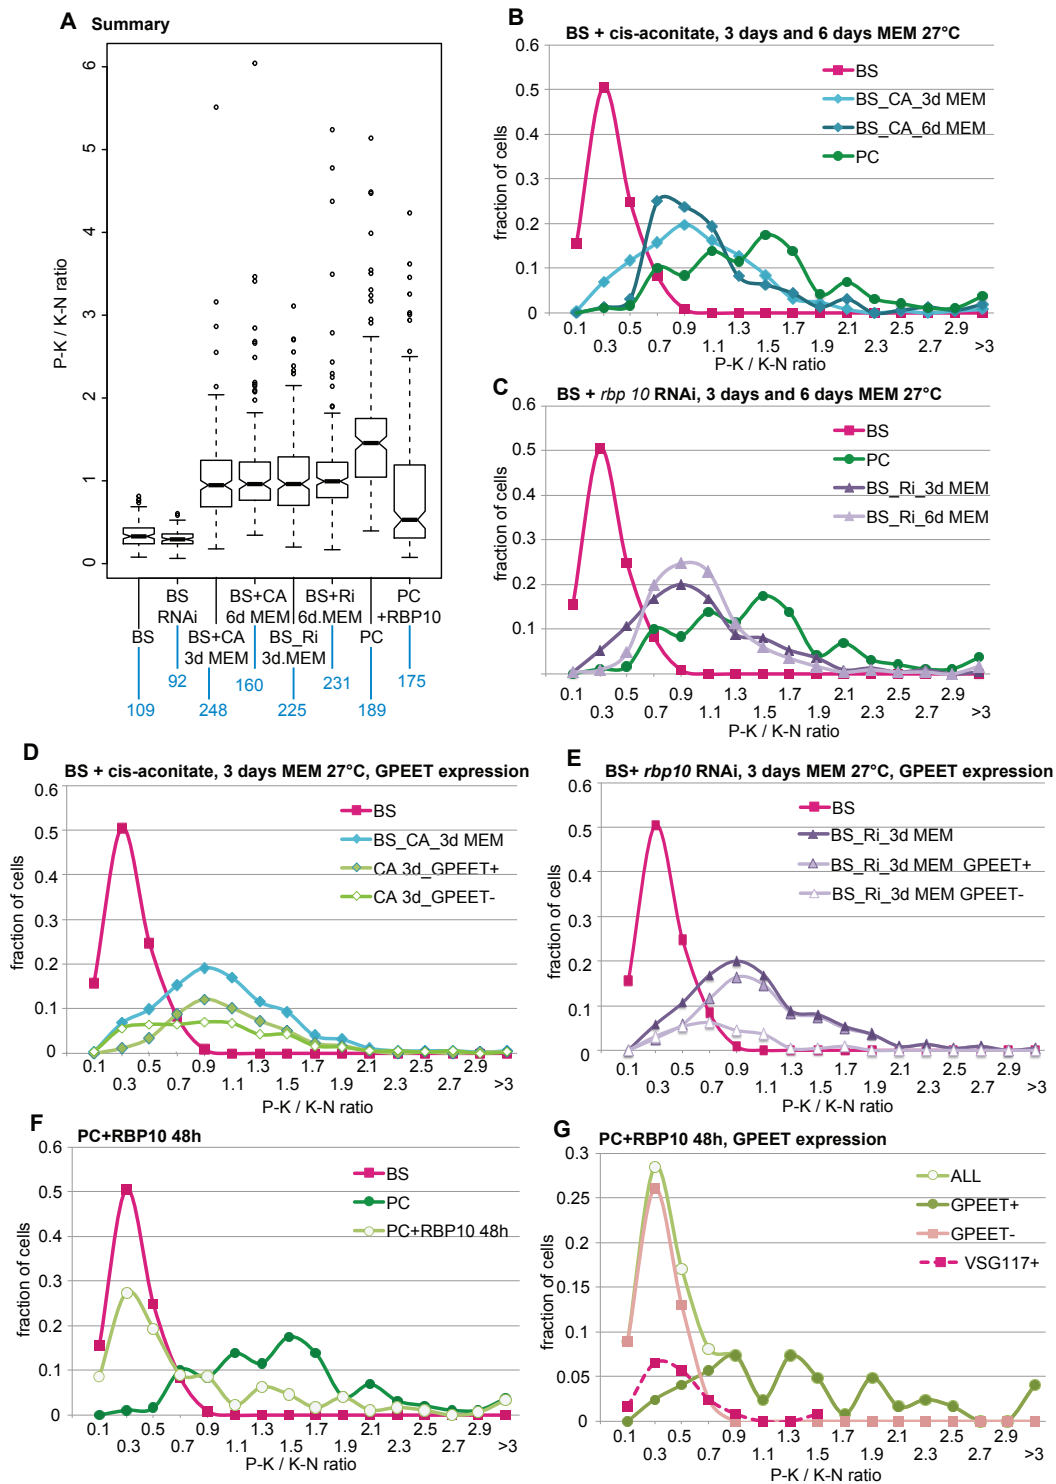 A Summary
P-K / K-N ratio
6
5
4
3
2
1
0
BS
BS RNAi
BS+CA 3d MEM
BS+CA 6d MEM
BS_Ri 3d.MEM
BS+Ri 6d.MEM
PC
PC +RBP10
109
92
248
160
225
231
189
175
B BS + cis-aconitate, 3 days and 6 days MEM 27°C
fraction of cells
0.6
0.5
0.4
0.3
0.2
0.1
0
BS
BS_CA_3d MEM
BS_CA_6d MEM
PC
0.1 0.5 0.9 1.3 1.7 2.1 2.5 2.9
0.3 0.7 1.1 1.5 1.9 2.3 2.7 >3
P-K / K-N ratio
C BS + rbp 10 RNAi, 3 days and 6 days MEM 27°C
fraction of cells
0.6
0.5
0.4
0.3
0.2
0.1
BS
PC
BS_Ri_3d MEM
BS_Ri_6d MEM
0.1 0.5 0.9 1.3 1.7 2.1 2.5 2.9
0.3 0.7 1.1 1.5 1.9 2.3 2.7 >3
P-K / K-N ratio
D BS + cis-aconitate, 3 days MEM 27°C, GPEET expression
fraction of cells
0.6
0.5
0.4
0.3
0.2
0.1
0
BS
BS_CA_3d MEM
CA 3d_GPEET+
CA 3d_GPEET-
0.1 0.5 0.9 1.3 1.7 2.1 2.5 2.9
0.3 0.7 1.1 1.5 1.9 2.3 2.7 >3
P-K / K-N ratio
E BS+ rbp10 RNAi, 3 days MEM 27°C, GPEET expression
fraction of cells
0.6
0.5
0.4
0.3
0.2
0.1
0
BS
BS_Ri_3d MEM
BS_Ri_3d MEM GPEET+
BS_Ri_3d MEM GPEET-
0.1 0.5 0.9 1.3 1.7 2.1 2.5 2.9
0.3 0.7 1.1 1.5 1.9 2.3 2.7 >3
P-K / K-N ratio
F PC+RBP10 48h
fraction of cells
0.6
0.5
0.4
0.3
0.2
0.1
0
BS
PC
PC+RBP10 48h
0.1 0.5 0.9 1.3 1.7 2.1 2.5 2.9
0.3 0.7 1.1 1.5 1.9 2.3 2.7 >3
P-K / K-N ratio
G PC+RBP10 48h, GPEET expression
fraction of cells
0.3
0.25
0.2
0.15
0.1
0.05
0
ALL
GPEET+
GPEET-
VSG117+
0.1 0.5 0.9 1.3 1.7 2.1 2.5 2.9
0.3 0.7 1.1 1.5 1.9 2.3 2.7 >3
P-K / K-N ratio